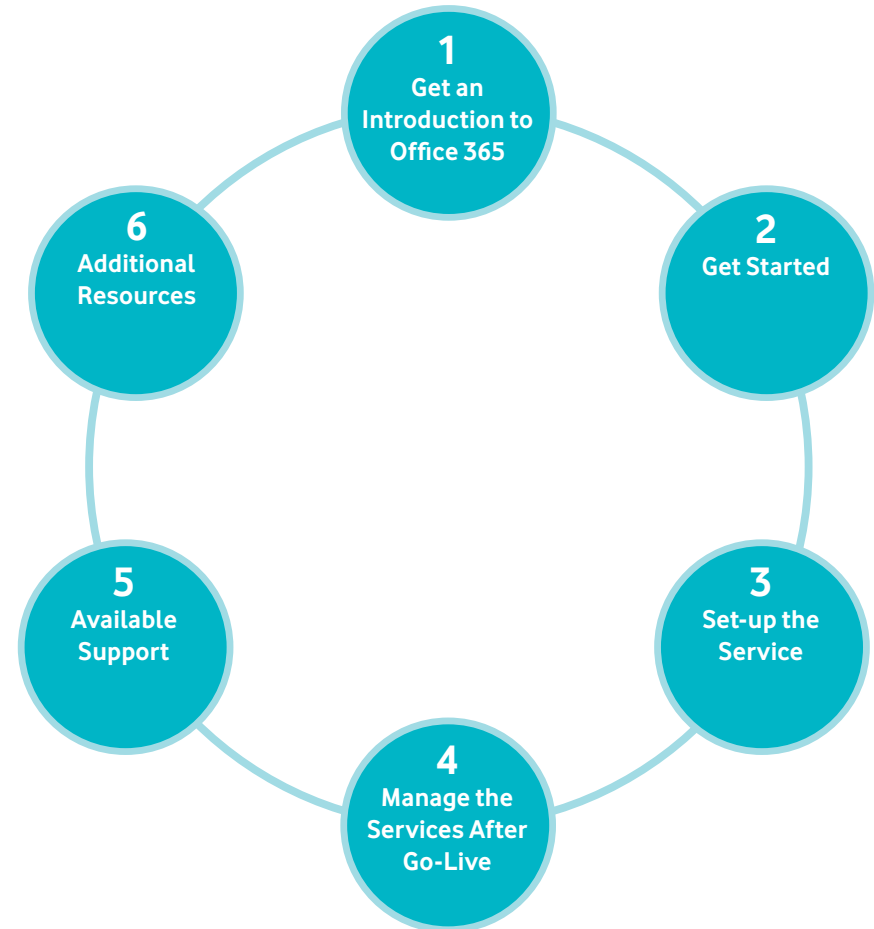 1
Get an
Introduction to
Office 365
2
Get Started
3
Set-up the
Service
4
Manage the
Services After
Go-Live
5
Available
Support
6
Additional
Resources